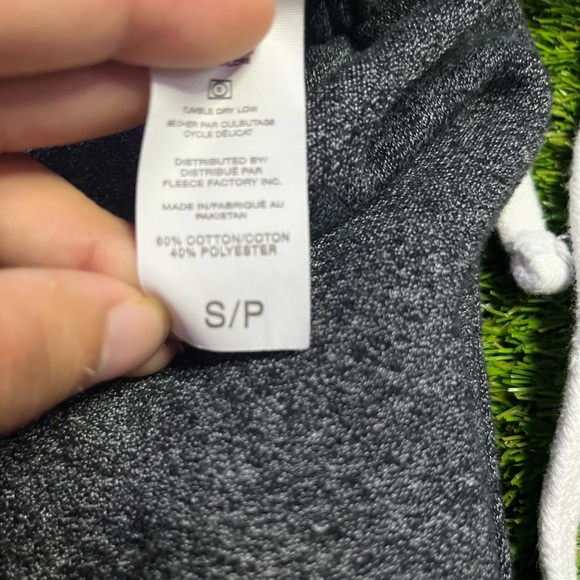 TUMBLE DRY LOW
SÉCHER PAR CULBUTAGE
CYCLE DÉLICAT
DISTRIBUTED BY/
DISTRIBUÉ PAR
FLEECE FACTORY INC.
MADE IN/FABRIQUÉ AU
PAKISTAN
60% COTTON/COTON
40% POLYESTER
S/P